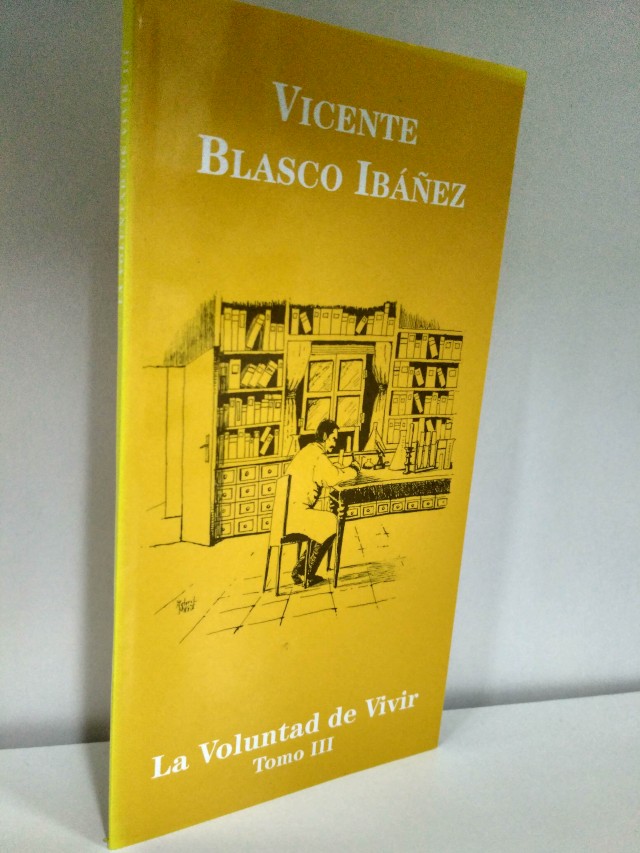 VICENTE
BLASCO IBÁÑEZ
La Voluntad de Vivir
Tomo III